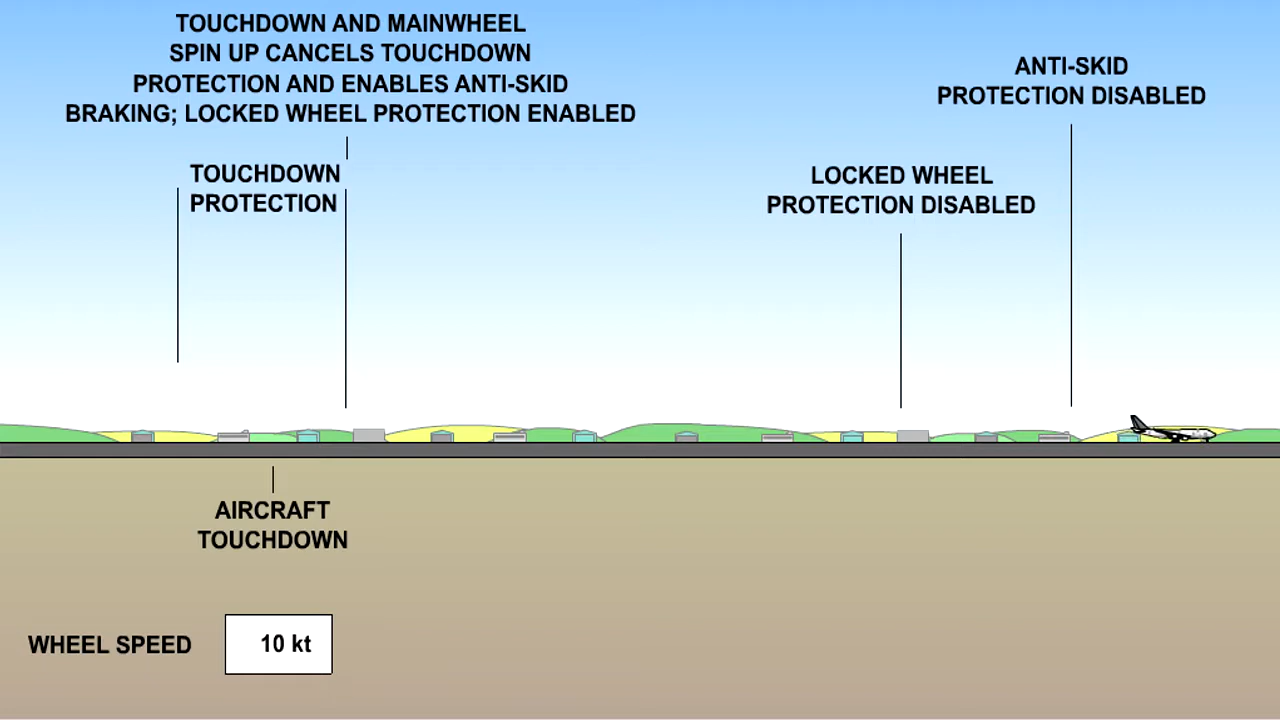 TOUCHDOWN AND MAINWHEEL
SPIN UP CANCELS TOUCHDOWN
PROTECTION AND ENABLES ANTI-SKID
BRAKING; LOCKED WHEEL PROTECTION ENABLED
TOUCHDOWN
PROTECTION
ANTI-SKID
PROTECTION DISABLED
LOCKED WHEEL
PROTECTION DISABLED
AIRCRAFT
TOUCHDOWN
WHEEL SPEED
10 kt